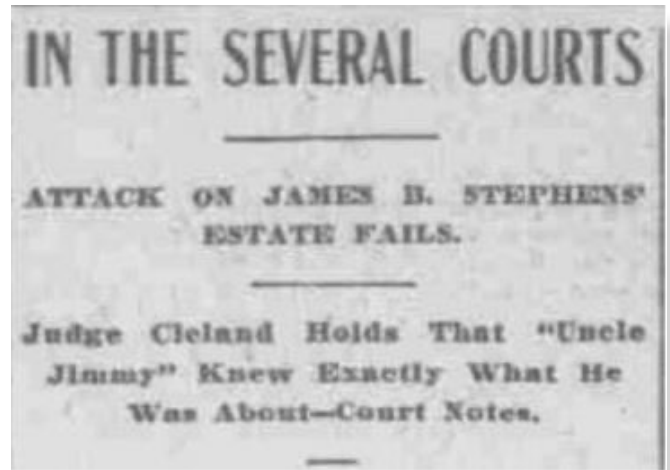 IN THE SEVERAL COURTS
ATTACK ON JAMES B. STEPHENS'
ESTATE FAILS.
Judge Cleland Holds That "Uncle
Jimmy" Knew Exactly What He
Was About—Court Notes.